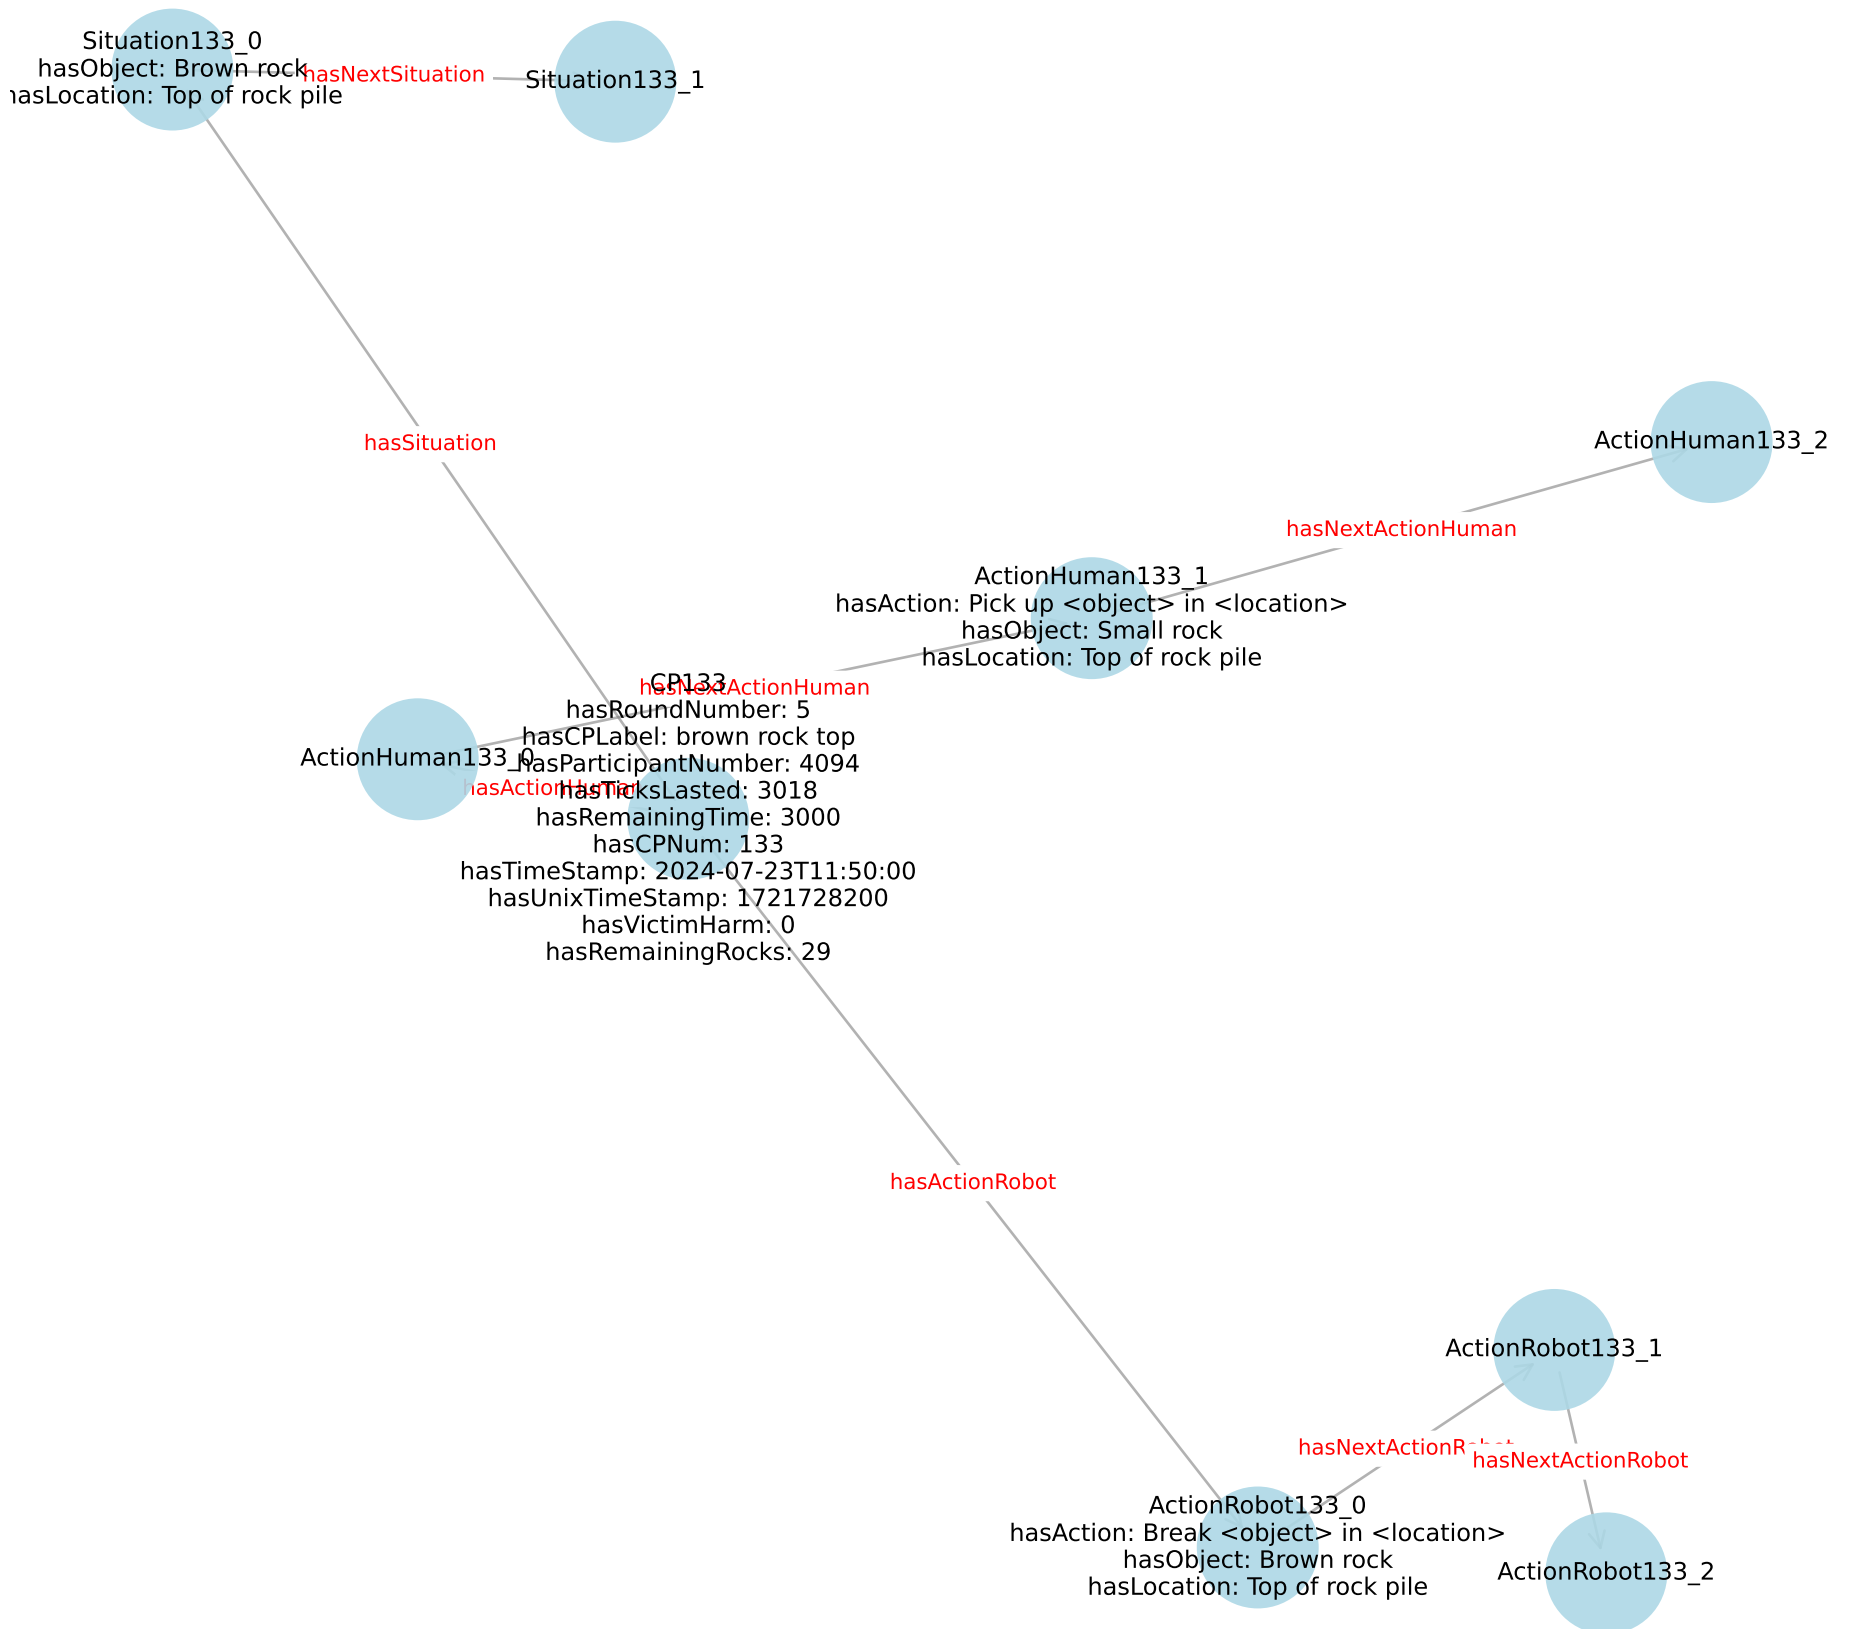 Situation133_0
hasObject: Brown rock
hasLocation: Top of rock pile
hasNextSituation
Situation133_1
hasSituation
ActionHuman133_2
hasNextActionHuman
ActionHuman133_1
hasAction: Pick up <object> in <location>
hasObject: Small rock
hasLocation: Top of rock pile
hasNextActionHuman
CP133
hasRoundNumber: 5
hasCPLabel: brown rock top
hasParticipantNumber: 4094
hasTicksLasted: 3018
hasRemainingTime: 3000
hasCPNum: 133
hasTimeStamp: 2024-07-23T11:50:00
hasUnixTimeStamp: 1721728200
hasVictimHarm: 0
hasRemainingRocks: 29
ActionHuman133_0
hasActionHuman
hasActionRobot
ActionRobot133_1
hasNextActionRobot
hasNextActionRobot
ActionRobot133_0
hasAction: Break <object> in <location>
hasObject: Brown rock
hasLocation: Top of rock pile
ActionRobot133_2